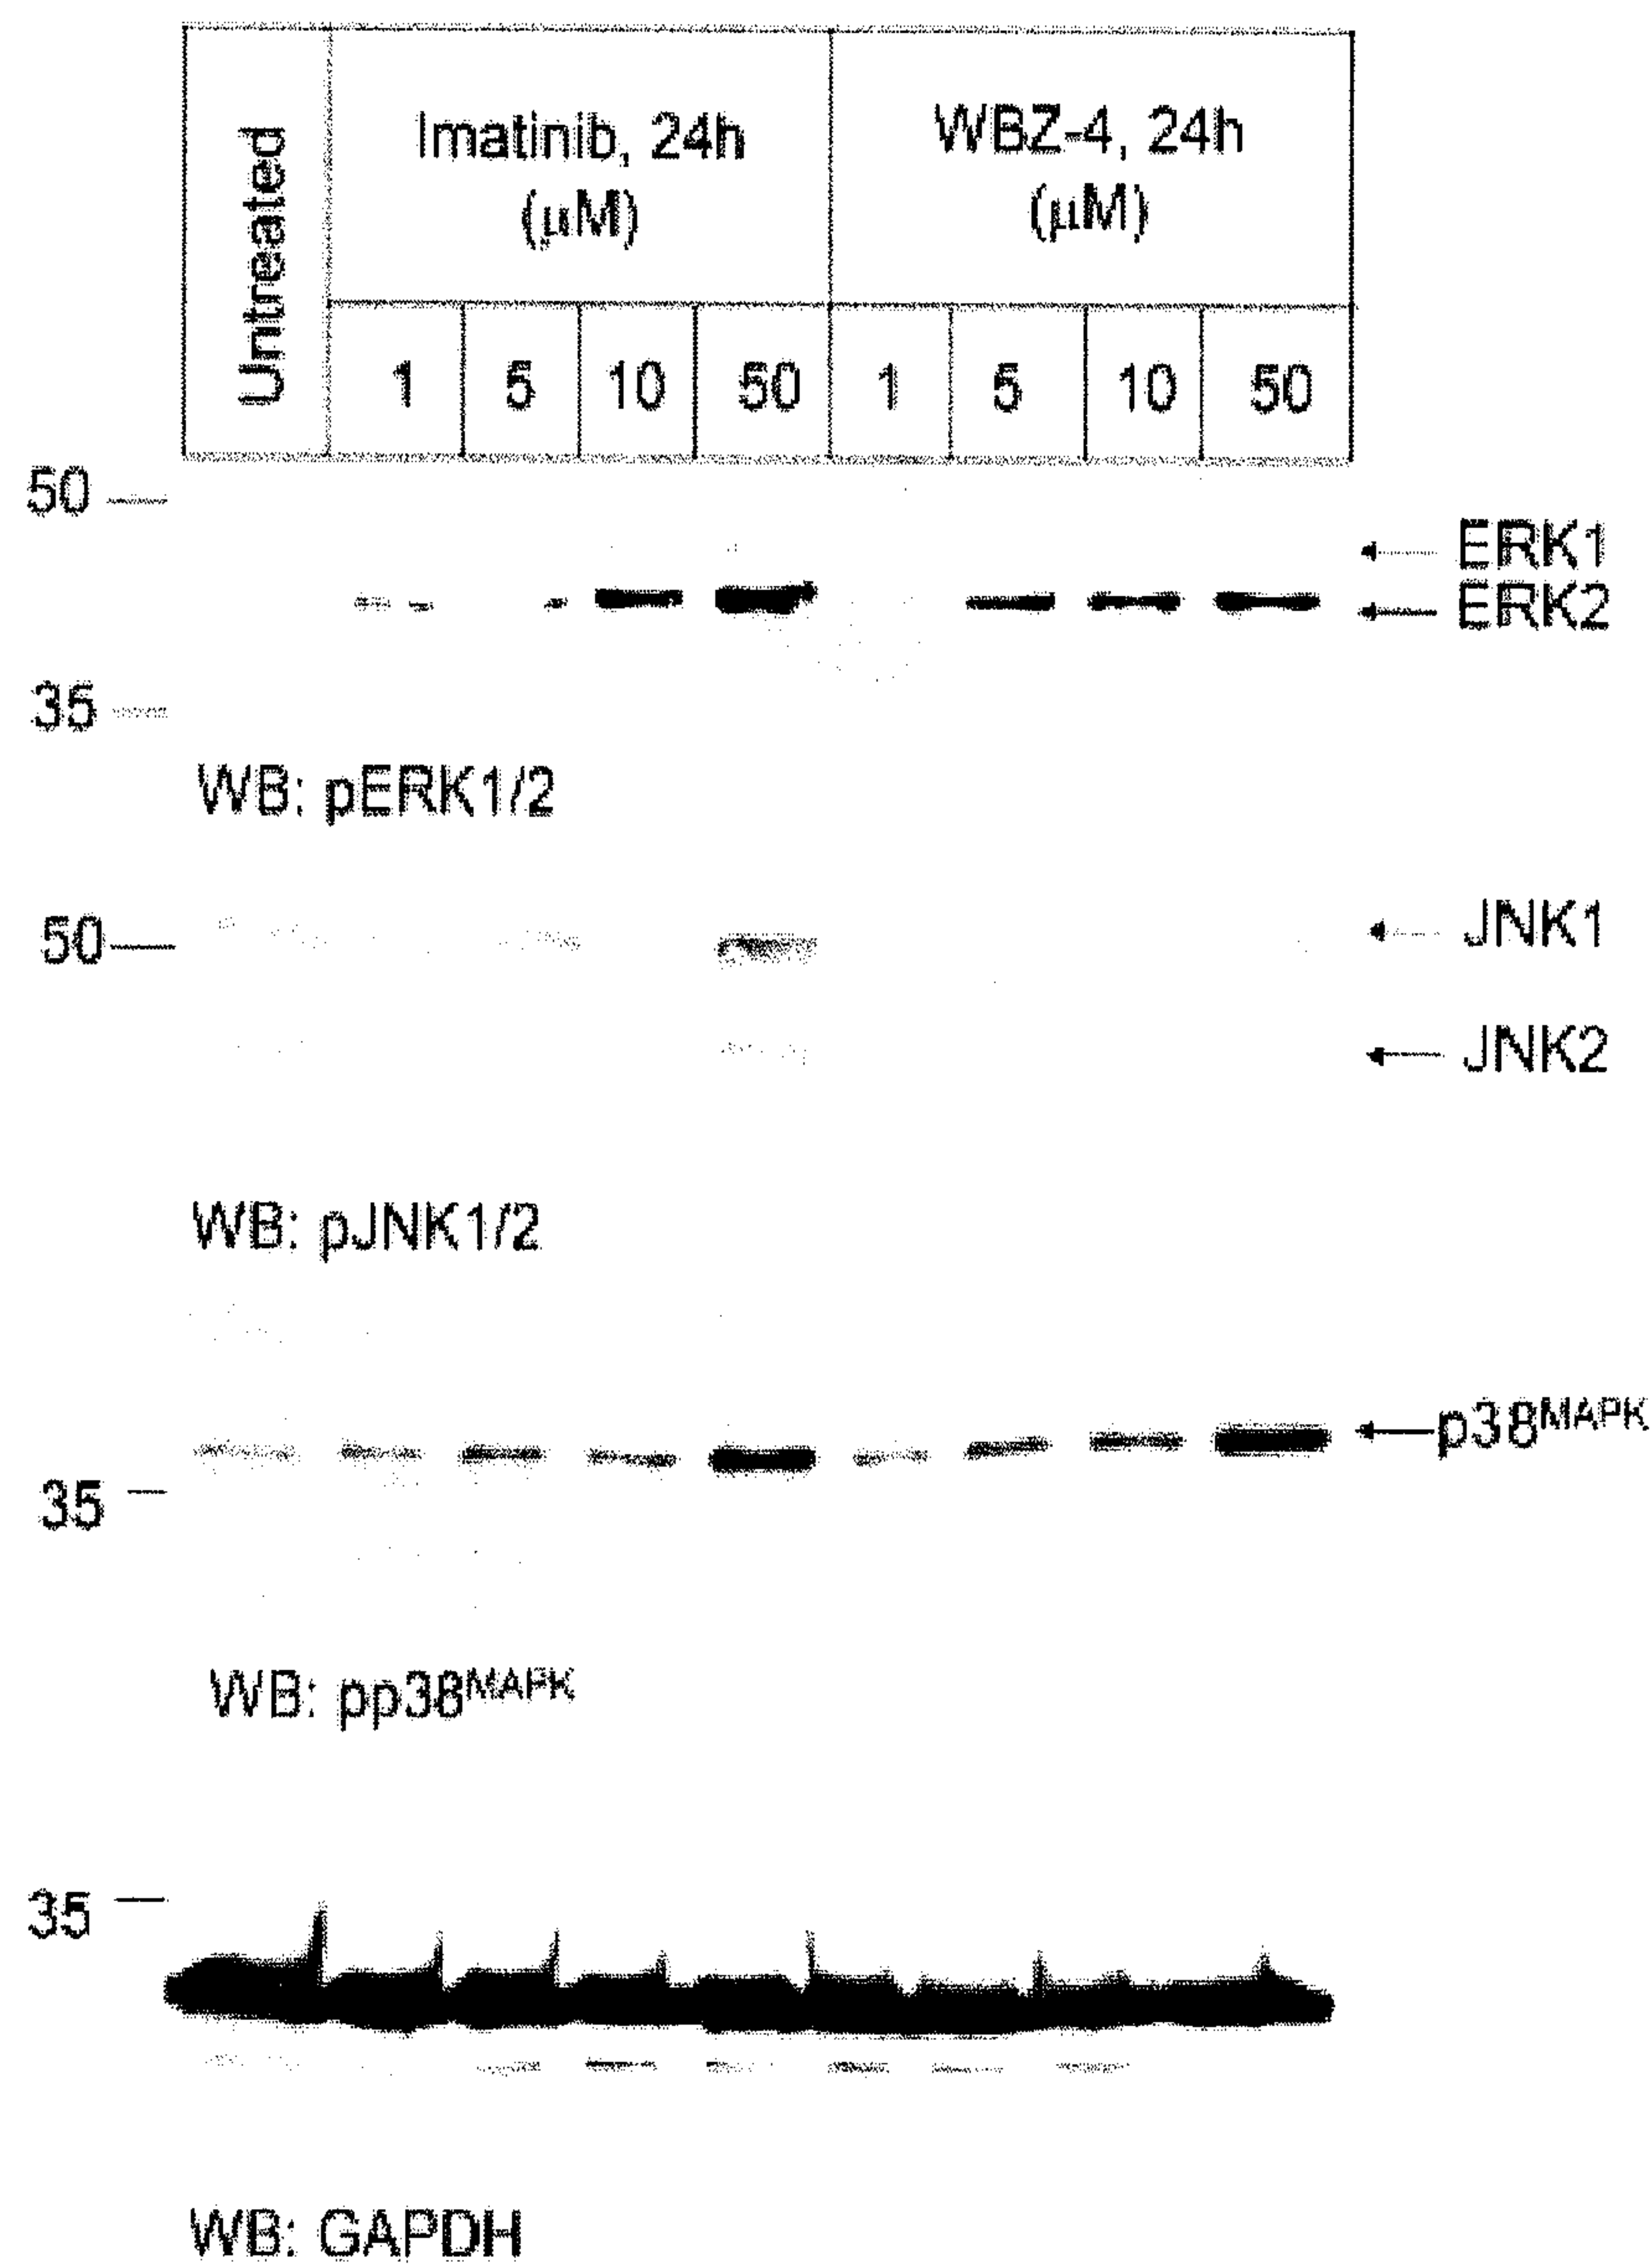 Untreated
Imatinib, 24h
(μM)
WBZ-4, 24h
(μM)
1 5 10 50 1 5 10 50
50
ERK1
ERK2
35
WB: pERK1/2
50
JNK1
JNK2
WB: pJNK1/2
p38MAPK
35
WB: pp38MAPK
35
WB: GAPDH